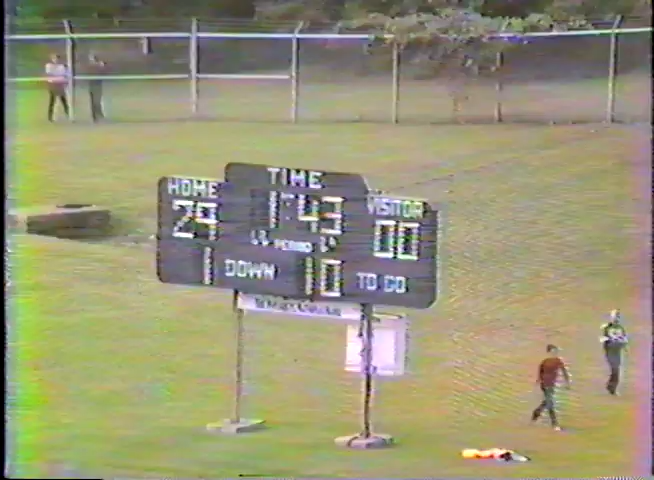 TIME
HOME
VISITOR
29
1:43
00
PERIOD
1
DOWN
10
TO GO